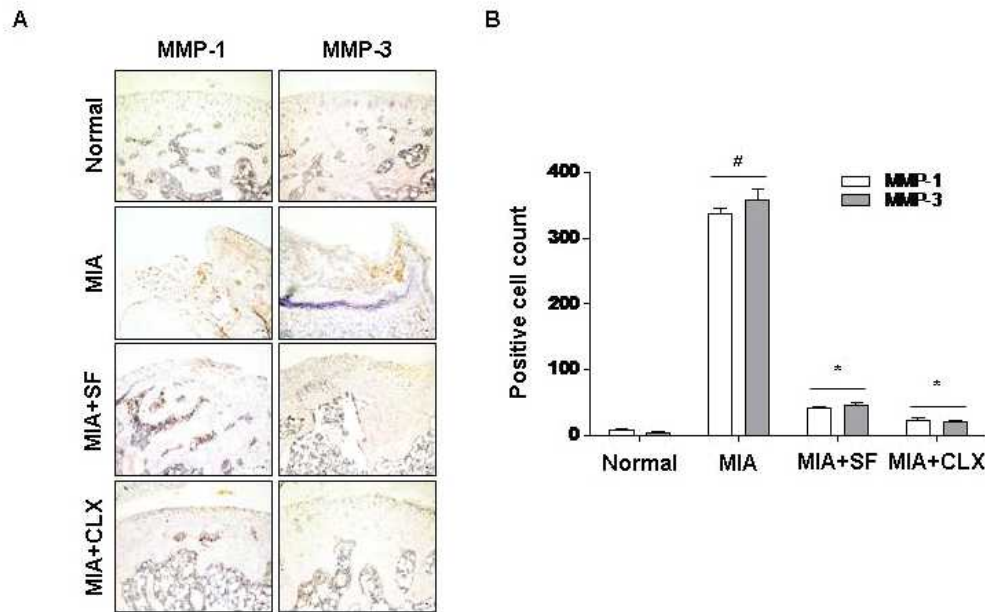 A
MMP-1 MMP-3
Normal
MIA
MIA+SF
MIA+CLX
B
Positive cell count
400
300
200
100
0
#
*
*
MMP-1
MMP-3
Normal MIA MIA+SF MIA+CLX